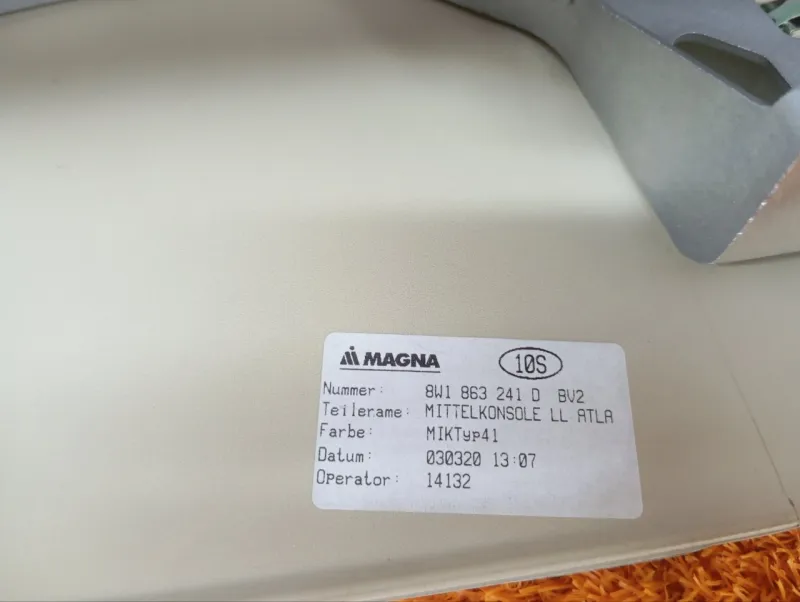 MAGNA 10S
Nummer: 8W1 863 241 D BV2
Teilerame: MITTELKONSOLE LL ATLA
Farbe: MIKTyp41
Datum: 030320 13:07
Operator: 14132